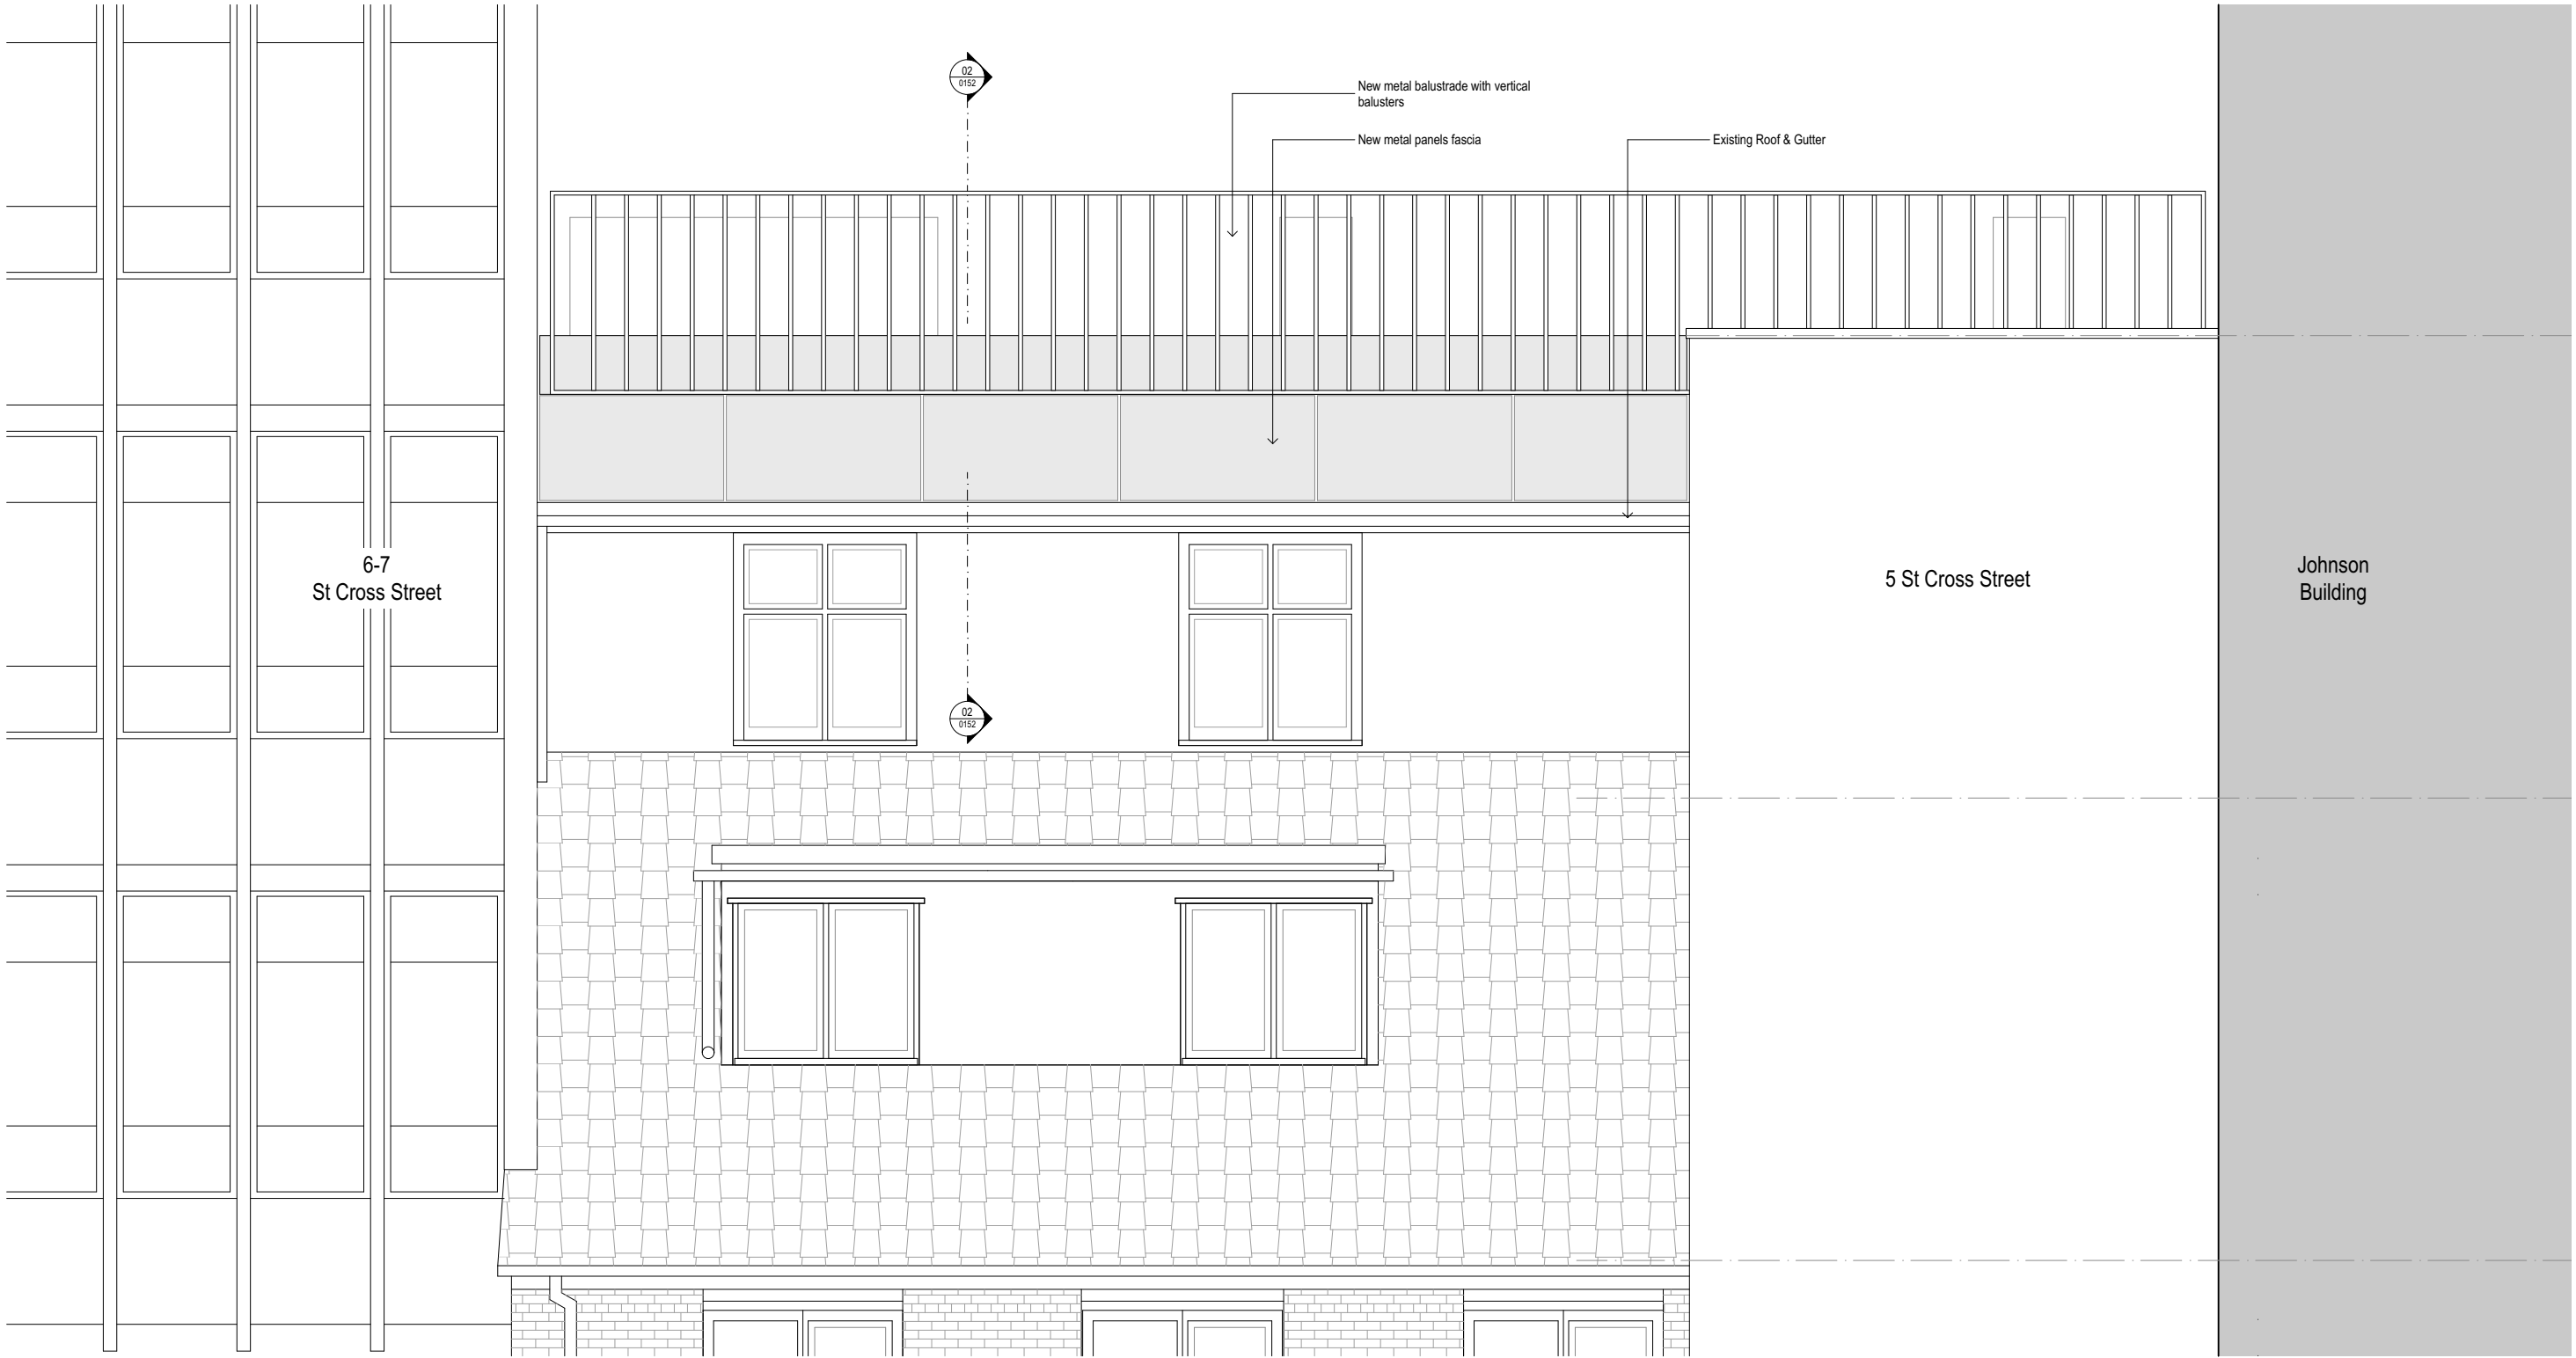 02
0152
New metal balustrade with vertical
balusters
New metal panels fascia
Existing Roof & Gutter
6-7
St Cross Street
5 St Cross Street
Johnson
Building
02
0152